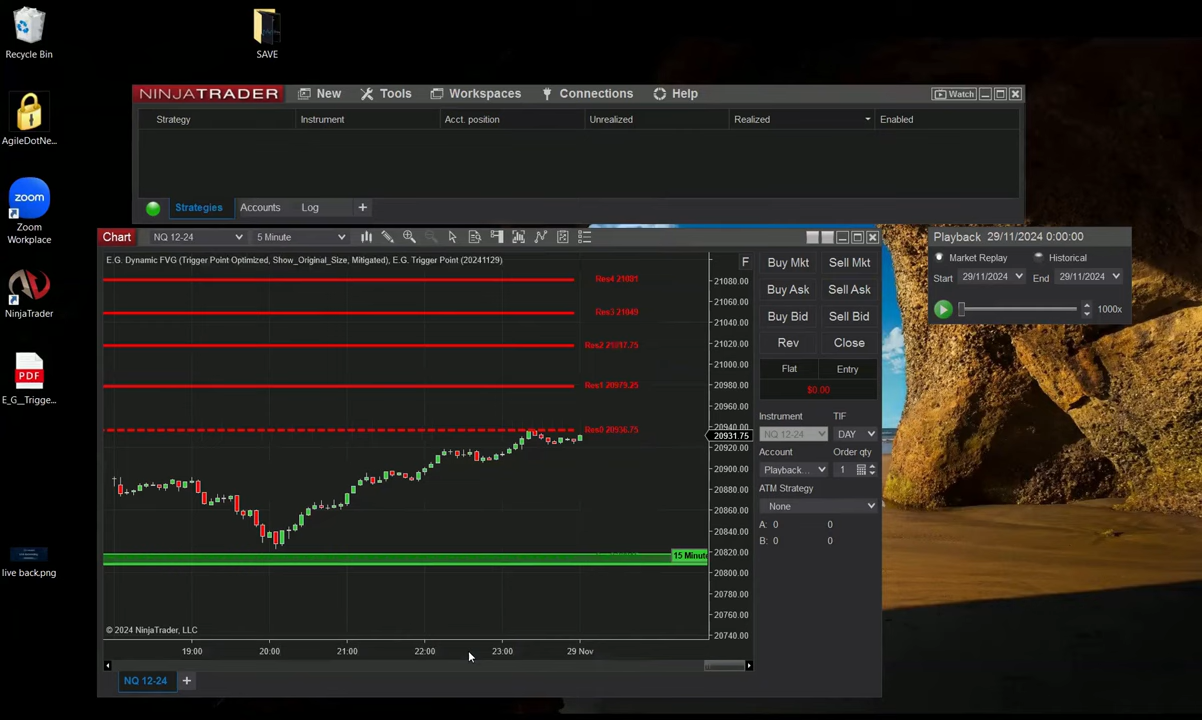 Recycle Bin
SAVE
AgileDotNe...
Zoom
Workplace
NinjaTrader
PDF
E_G__Trigge...
live back.png
NINJATRADER New Tools Workspaces Connections Help Watch
Strategy Instrument Acct. position Unrealized Realized Enabled
Strategies Accounts Log +
Chart NQ 12-24 5 Minute
E.G. Dynamic FVG (Trigger Point Optimized, Show_Original_Size, Mitigated), E.G. Trigger Point (20241129)
F
Res4 21081
Res3 21049
Res2 21017.75
Res1 20979.25
Res0 20936.75
15 Minute
21080.00
21060.00
21040.00
21020.00
21000.00
20980.00
20960.00
20940.00
20931.75
20920.00
20900.00
20880.00
20860.00
20840.00
20820.00
20800.00
20780.00
20760.00
20740.00
© 2024 NinjaTrader, LLC
19:00 20:00 21:00 22:00 23:00 29 Nov
NQ 12-24 +
Buy Mkt Sell Mkt
Buy Ask Sell Ask
Buy Bid Sell Bid
Rev Close
Flat Entry
$0.00
Instrument TIF
NQ 12-24 DAY
Account Order qty
Playback... 1
ATM Strategy
None
A: 0 0
B: 0 0
Playback 29/11/2024 0:00:00
Market Replay Historical
Start 29/11/2024 End 29/11/2024
1000x